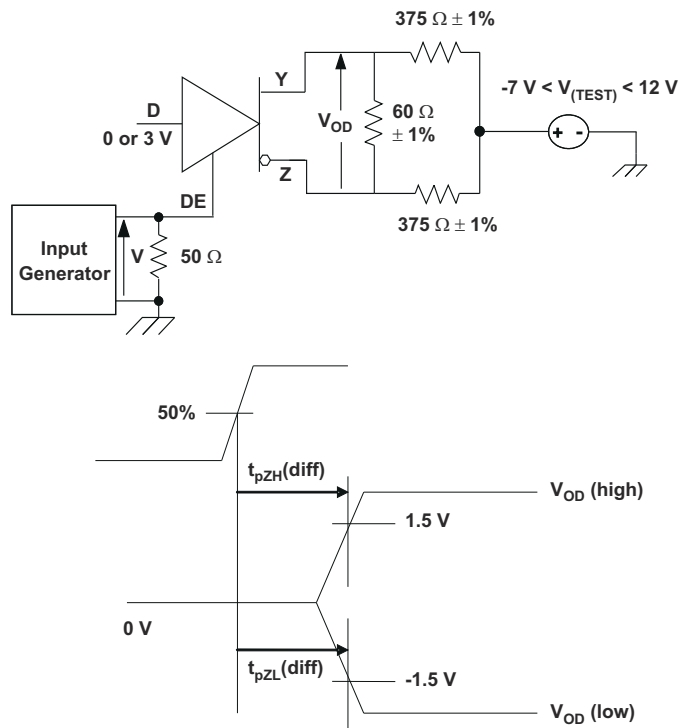 375 Ω ± 1%
Y
-7 V < V(TEST) < 12 V
D
0 or 3 V
VOD
60 Ω
± 1%
+ -
Z
DE
375 Ω ± 1%
Input
Generator
V
50 Ω
50%
tpZH(diff)
VOD (high)
1.5 V
0 V
tpZL(diff)
-1.5 V
VOD (low)